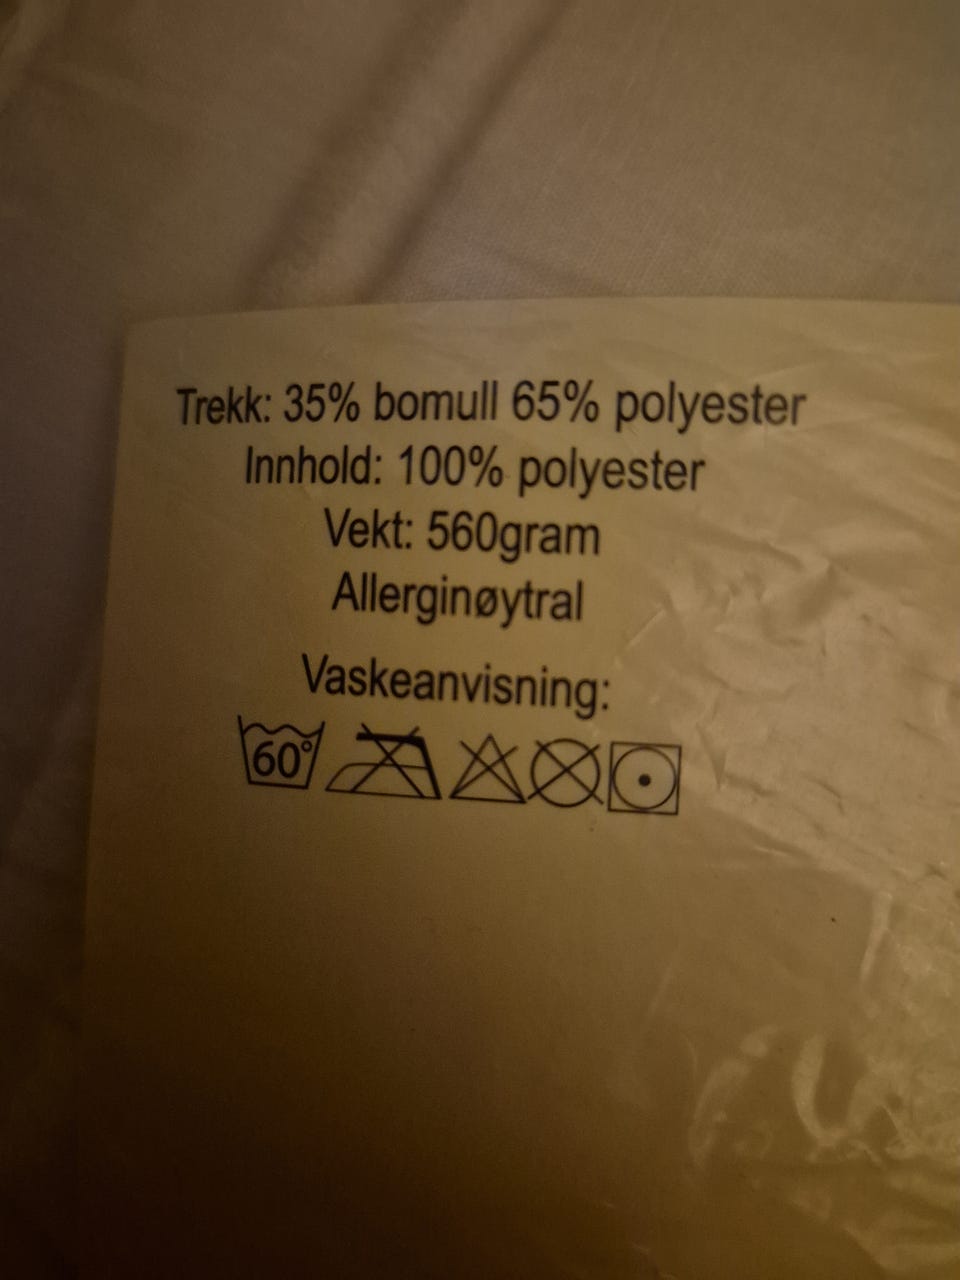 Trekk: 35% bomull 65% polyester
Innhold: 100% polyester
Vekt: 560gram
Allerginøytral
Vaskeanvisning:
60°